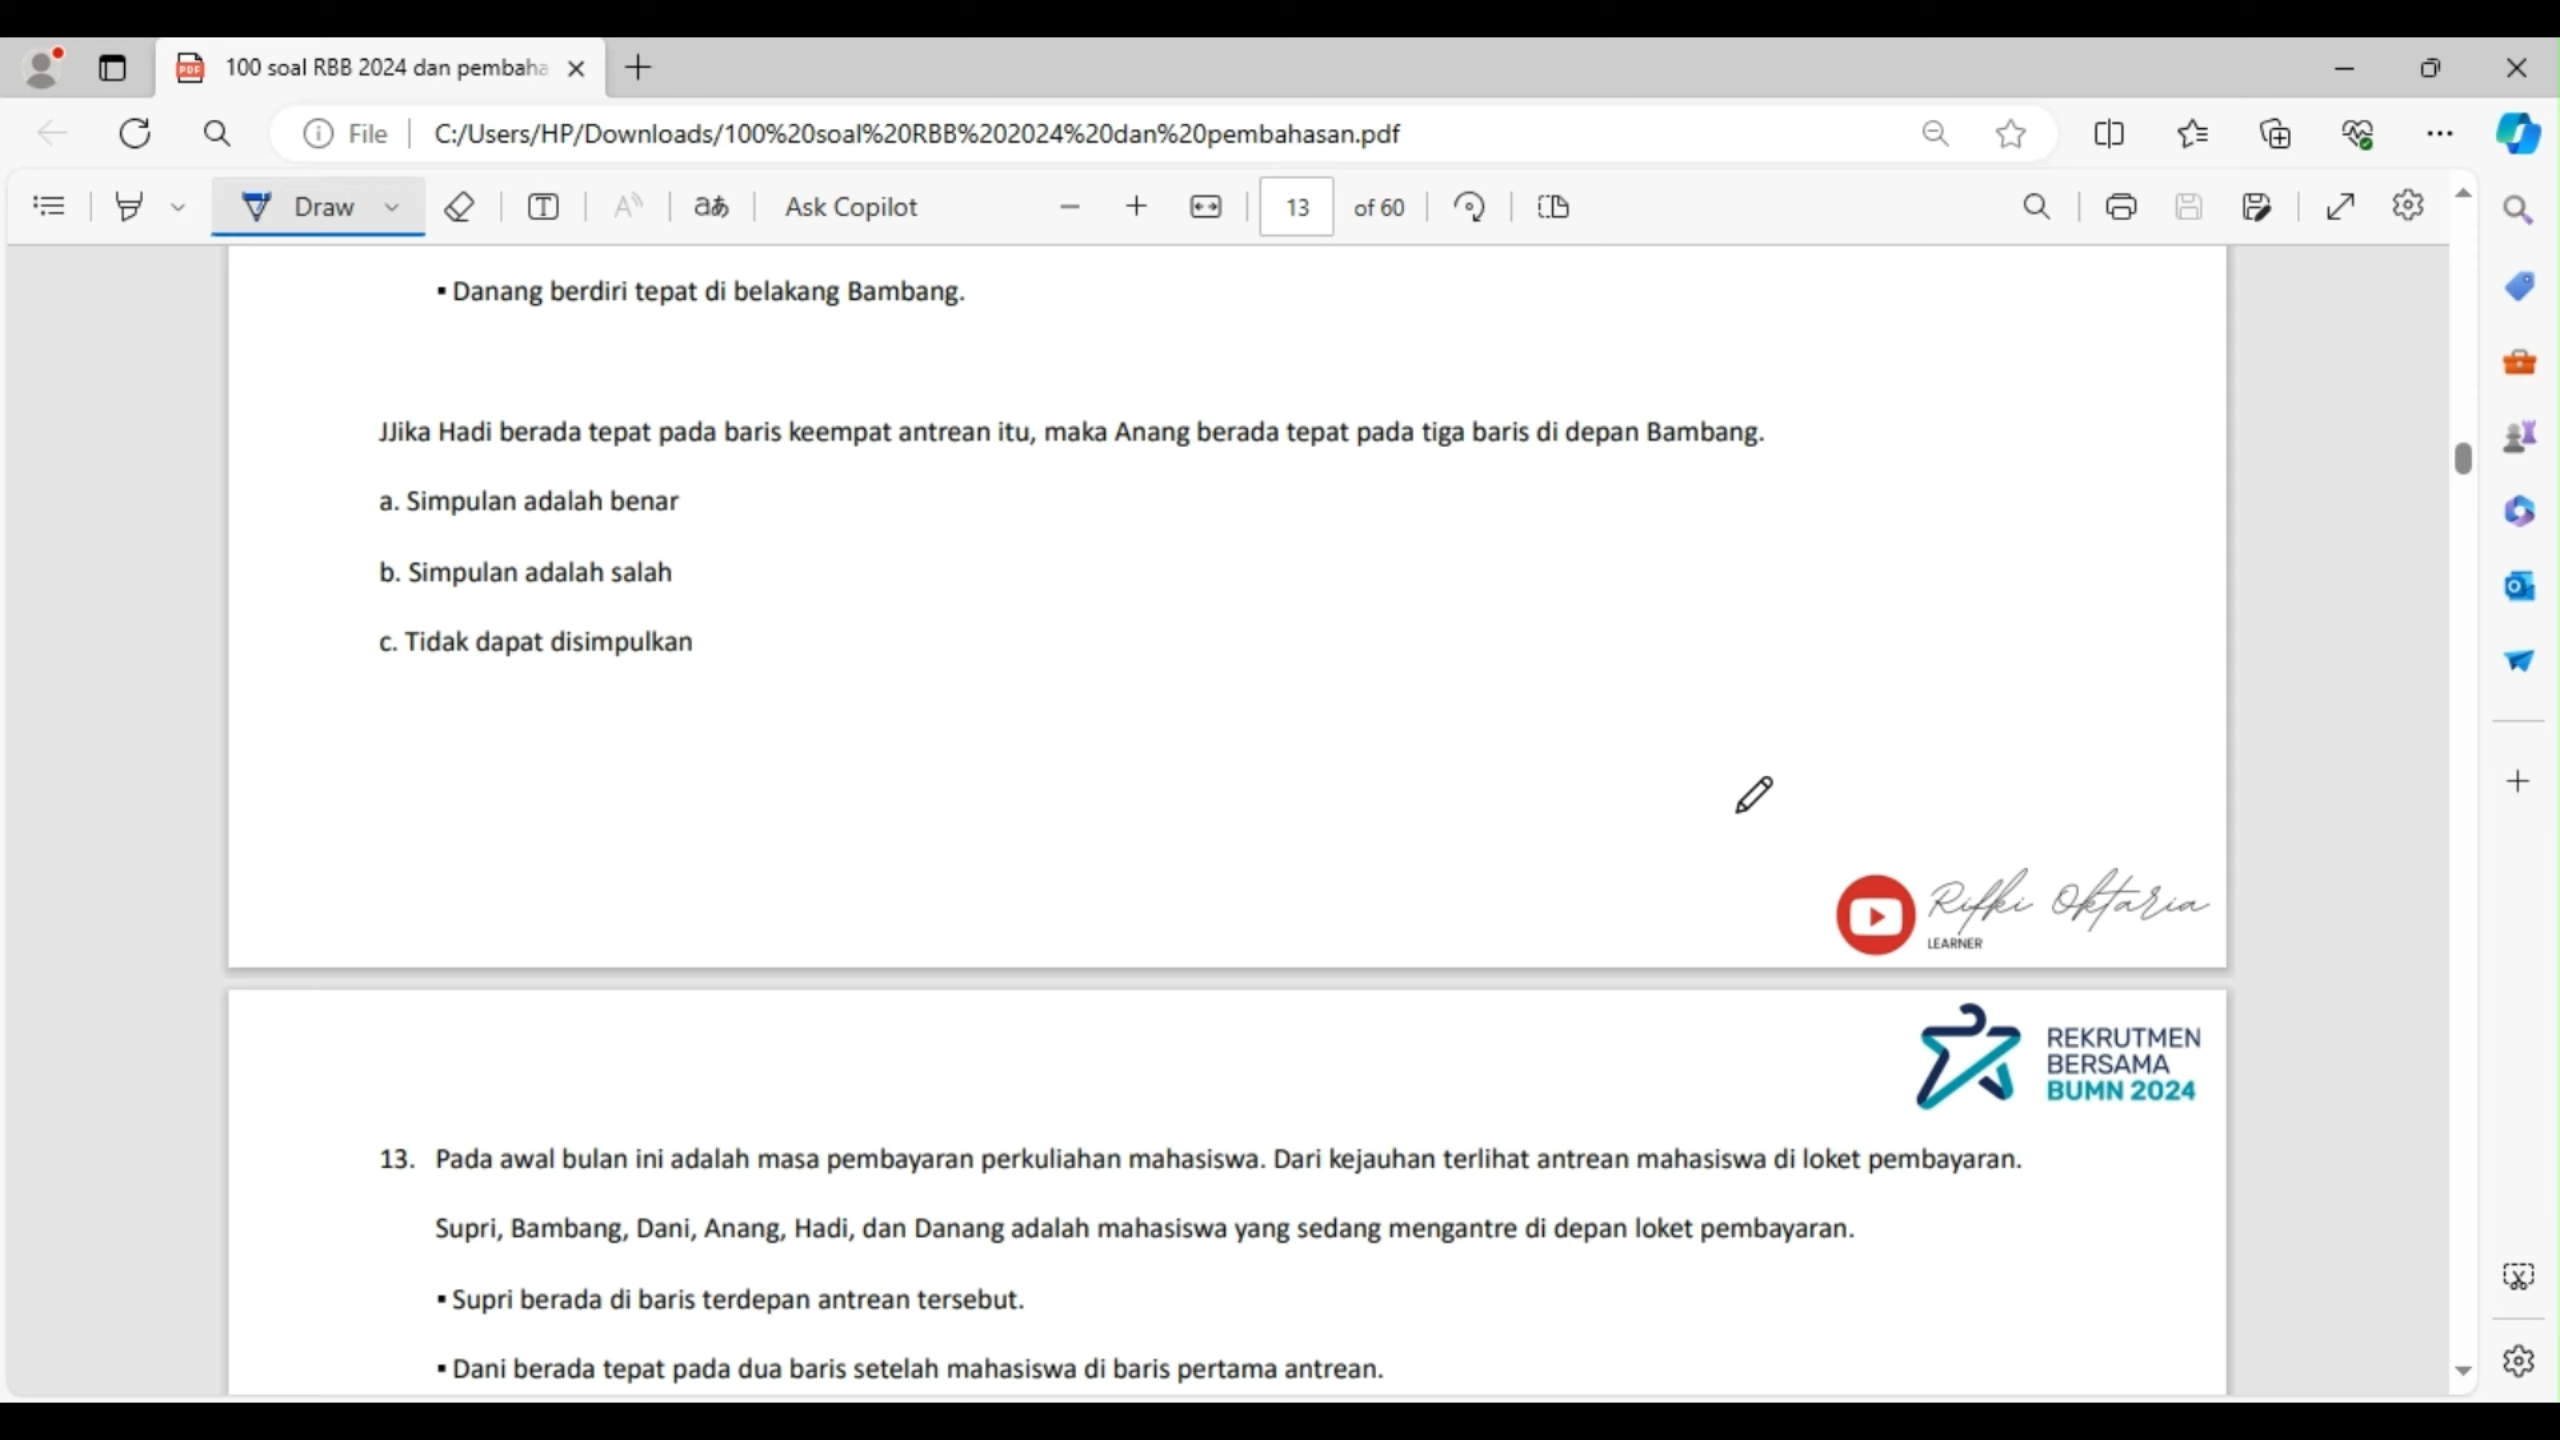 100 soal RBB 2024 dan pembaha
File
C:/Users/HP/Downloads/100%20soal%20RBB%202024%20dan%20pembahasan.pdf
Draw
Ask Copilot
13
of 60
▪ Danang berdiri tepat di belakang Bambang.
JJika Hadi berada tepat pada baris keempat antrean itu, maka Anang berada tepat pada tiga baris di depan Bambang.
a. Simpulan adalah benar
b. Simpulan adalah salah
c. Tidak dapat disimpulkan
Rifki Oktaria
LEARNER
REKRUTMEN
BERSAMA
BUMN 2024
13. Pada awal bulan ini adalah masa pembayaran perkuliahan mahasiswa. Dari kejauhan terlihat antrean mahasiswa di loket pembayaran.
Supri, Bambang, Dani, Anang, Hadi, dan Danang adalah mahasiswa yang sedang mengantre di depan loket pembayaran.
▪ Supri berada di baris terdepan antrean tersebut.
▪ Dani berada tepat pada dua baris setelah mahasiswa di baris pertama antrean.